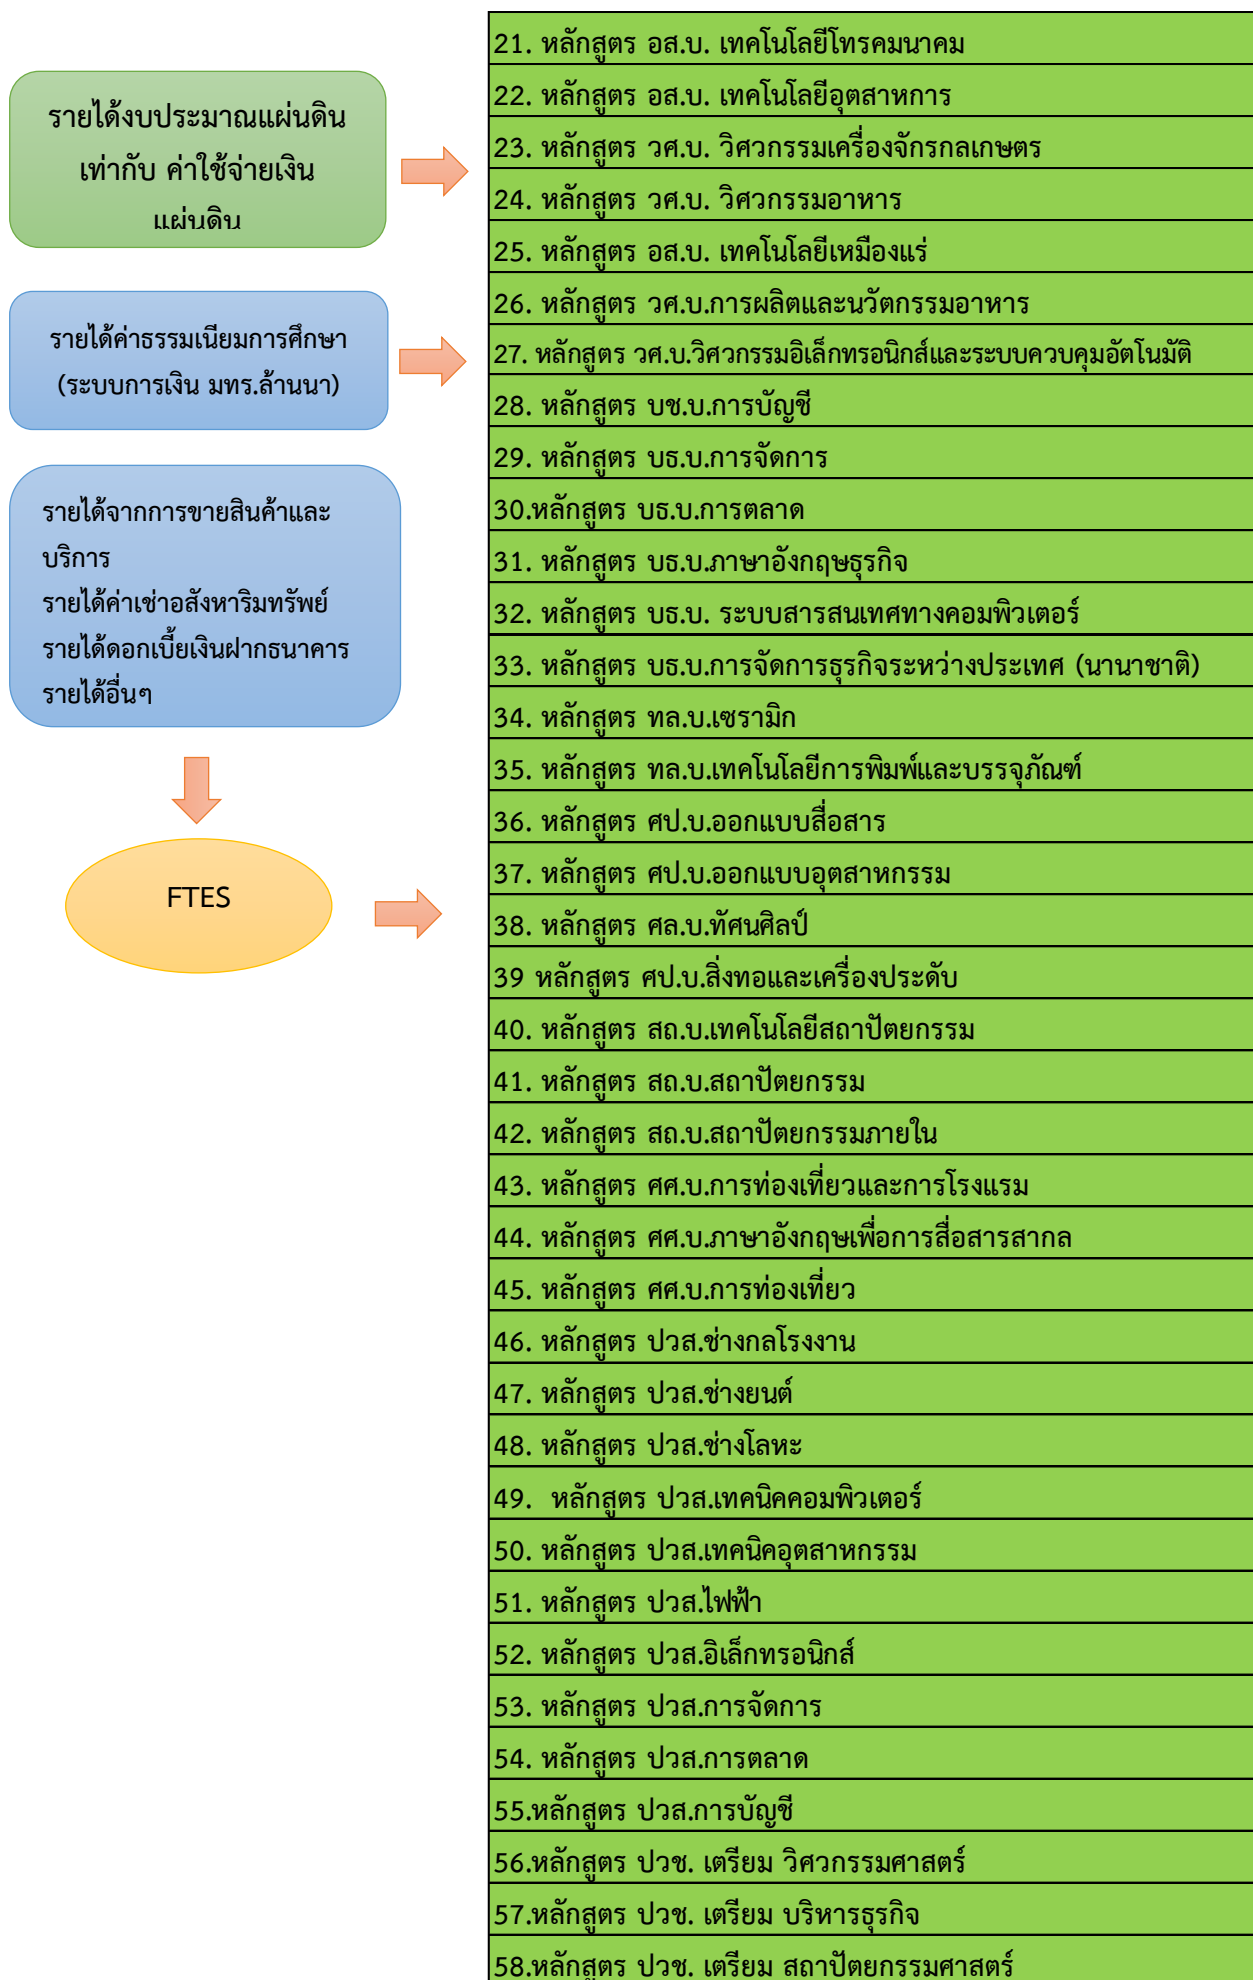 รายได้งบประมาณแผ่นดิน
เท่ากับ ค่าใช้จ่ายเงิน
แผ่นดิน
รายได้ค่าธรรมเนียมการศึกษา
(ระบบการเงิน มทร.ล้านนา)
รายได้จากการขายสินค้าและ
บริการ
รายได้ค่าเช่าอสังหาริมทรัพย์
รายได้ดอกเบี้ยเงินฝากธนาคาร
รายได้อื่นๆ
FTES
21. หลักสูตร อส.บ. เทคโนโลยีโทรคมนาคม
22. หลักสูตร อส.บ. เทคโนโลยีอุตสาหการ
23. หลักสูตร วศ.บ. วิศวกรรมเครื่องจักรกลเกษตร
24. หลักสูตร วศ.บ. วิศวกรรมอาหาร
25. หลักสูตร อส.บ. เทคโนโลยีเหมืองแร่
26. หลักสูตร วศ.บ.การผลิตและนวัตกรรมอาหาร
27. หลักสูตร วศ.บ.วิศวกรรมอิเล็กทรอนิกส์และระบบควบคุมอัตโนมัติ
28. หลักสูตร บช.บ.การบัญชี
29. หลักสูตร บธ.บ.การจัดการ
30.หลักสูตร บธ.บ.การตลาด
31. หลักสูตร บธ.บ.ภาษาอังกฤษธุรกิจ
32. หลักสูตร บธ.บ. ระบบสารสนเทศทางคอมพิวเตอร์
33. หลักสูตร บธ.บ.การจัดการธุรกิจระหว่างประเทศ (นานาชาติ)
34. หลักสูตร ทล.บ.เซรามิก
35. หลักสูตร ทล.บ.เทคโนโลยีการพิมพ์และบรรจุภัณฑ์
36. หลักสูตร ศป.บ.ออกแบบสื่อสาร
37. หลักสูตร ศป.บ.ออกแบบอุตสาหกรรม
38. หลักสูตร ศล.บ.ทัศนศิลป์
39 หลักสูตร ศป.บ.สิ่งทอและเครื่องประดับ
40. หลักสูตร สถ.บ.เทคโนโลยีสถาปัตยกรรม
41. หลักสูตร สถ.บ.สถาปัตยกรรม
42. หลักสูตร สถ.บ.สถาปัตยกรรมภายใน
43. หลักสูตร ศศ.บ.การท่องเที่ยวและการโรงแรม
44. หลักสูตร ศศ.บ.ภาษาอังกฤษเพื่อการสื่อสารสากล
45. หลักสูตร ศศ.บ.การท่องเที่ยว
46. หลักสูตร ปวส.ช่างกลโรงงาน
47. หลักสูตร ปวส.ช่างยนต์
48. หลักสูตร ปวส.ช่างโลหะ
49. หลักสูตร ปวส.เทคนิคคอมพิวเตอร์
50. หลักสูตร ปวส.เทคนิคอุตสาหกรรม
51. หลักสูตร ปวส.ไฟฟ้า
52. หลักสูตร ปวส.อิเล็กทรอนิกส์
53. หลักสูตร ปวส.การจัดการ
54. หลักสูตร ปวส.การตลาด
55.หลักสูตร ปวส.การบัญชี
56.หลักสูตร ปวช. เตรียม วิศวกรรมศาสตร์
57.หลักสูตร ปวช. เตรียม บริหารธุรกิจ
58.หลักสูตร ปวช. เตรียม สถาปัตยกรรมศาสตร์